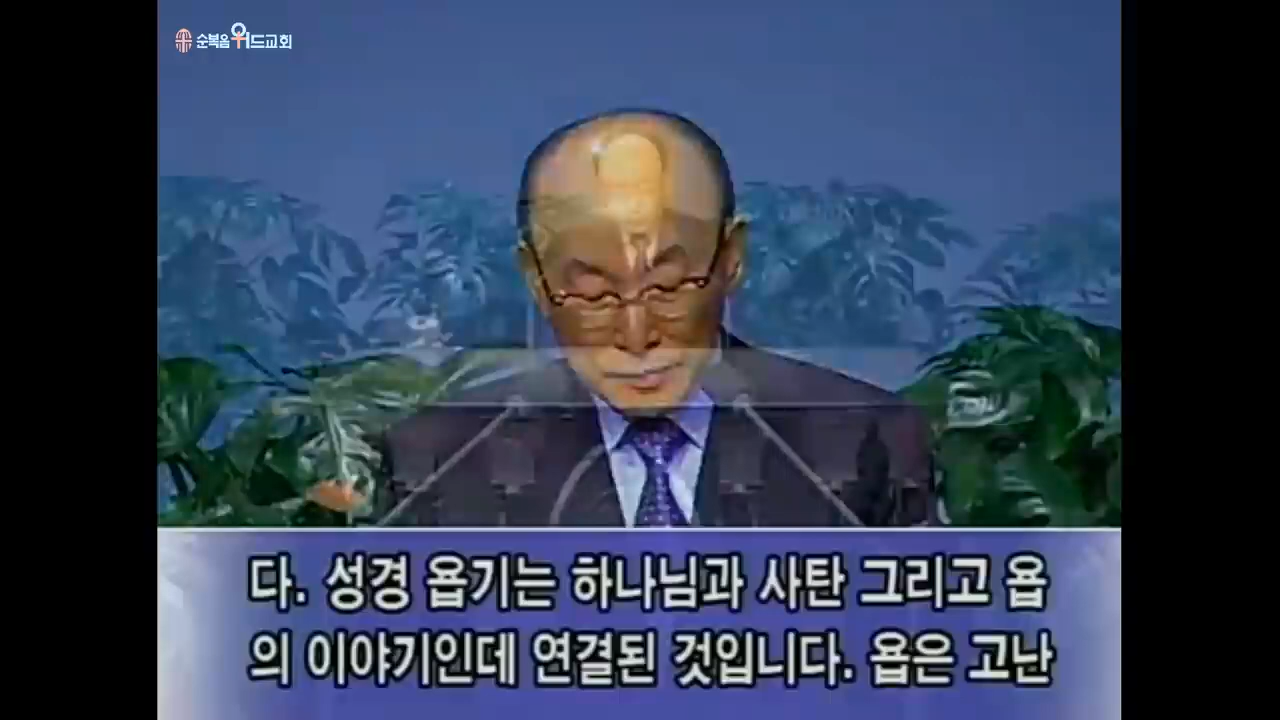 순복음워드교회
다. 성경 욥기는 하나님과 사탄 그리고 욥
의 이야기인데 연결된 것입니다. 욥은 고난